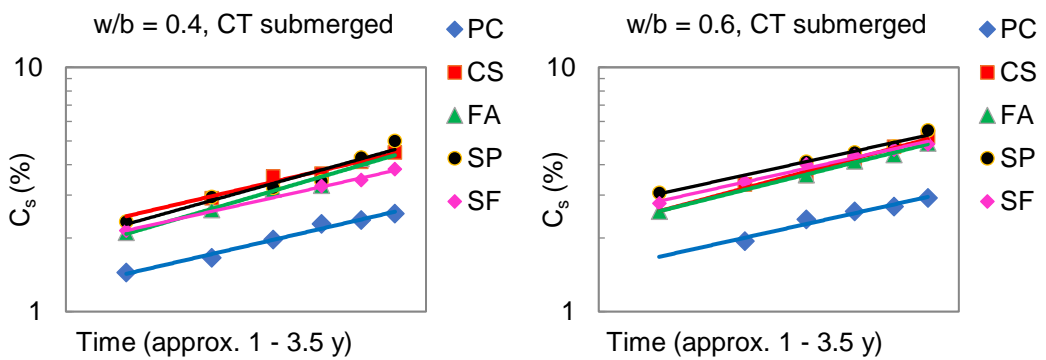 w/b = 0.4, CT submerged
10
1
Cs (%)
Time (approx. 1 - 3.5 y)
PC
CS
FA
SP
SF
w/b = 0.6, CT submerged
10
1
Cs (%)
Time (approx. 1 - 3.5 y)
PC
CS
FA
SP
SF